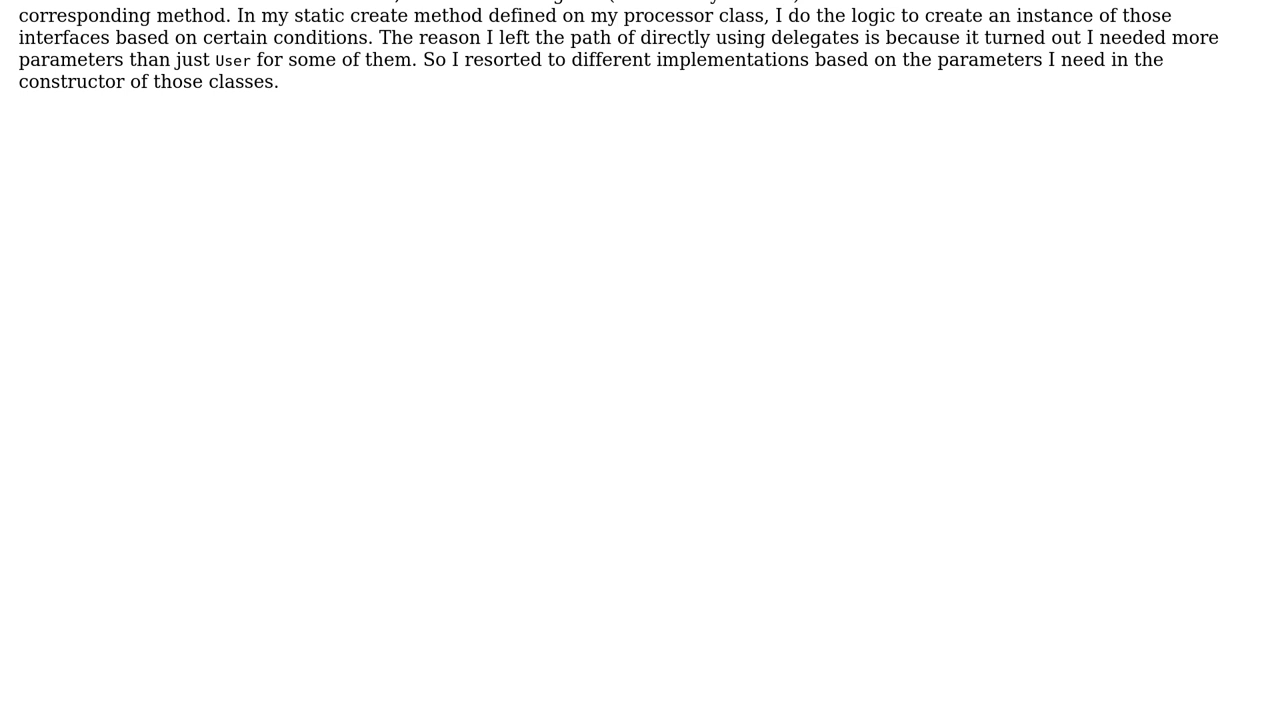 corresponding method. In my static create method defined on my processor class, I do the logic to create an instance of those
interfaces based on certain conditions. The reason I left the path of directly using delegates is because it turned out I needed more
parameters than just User for some of them. So I resorted to different implementations based on the parameters I need in the
constructor of those classes.